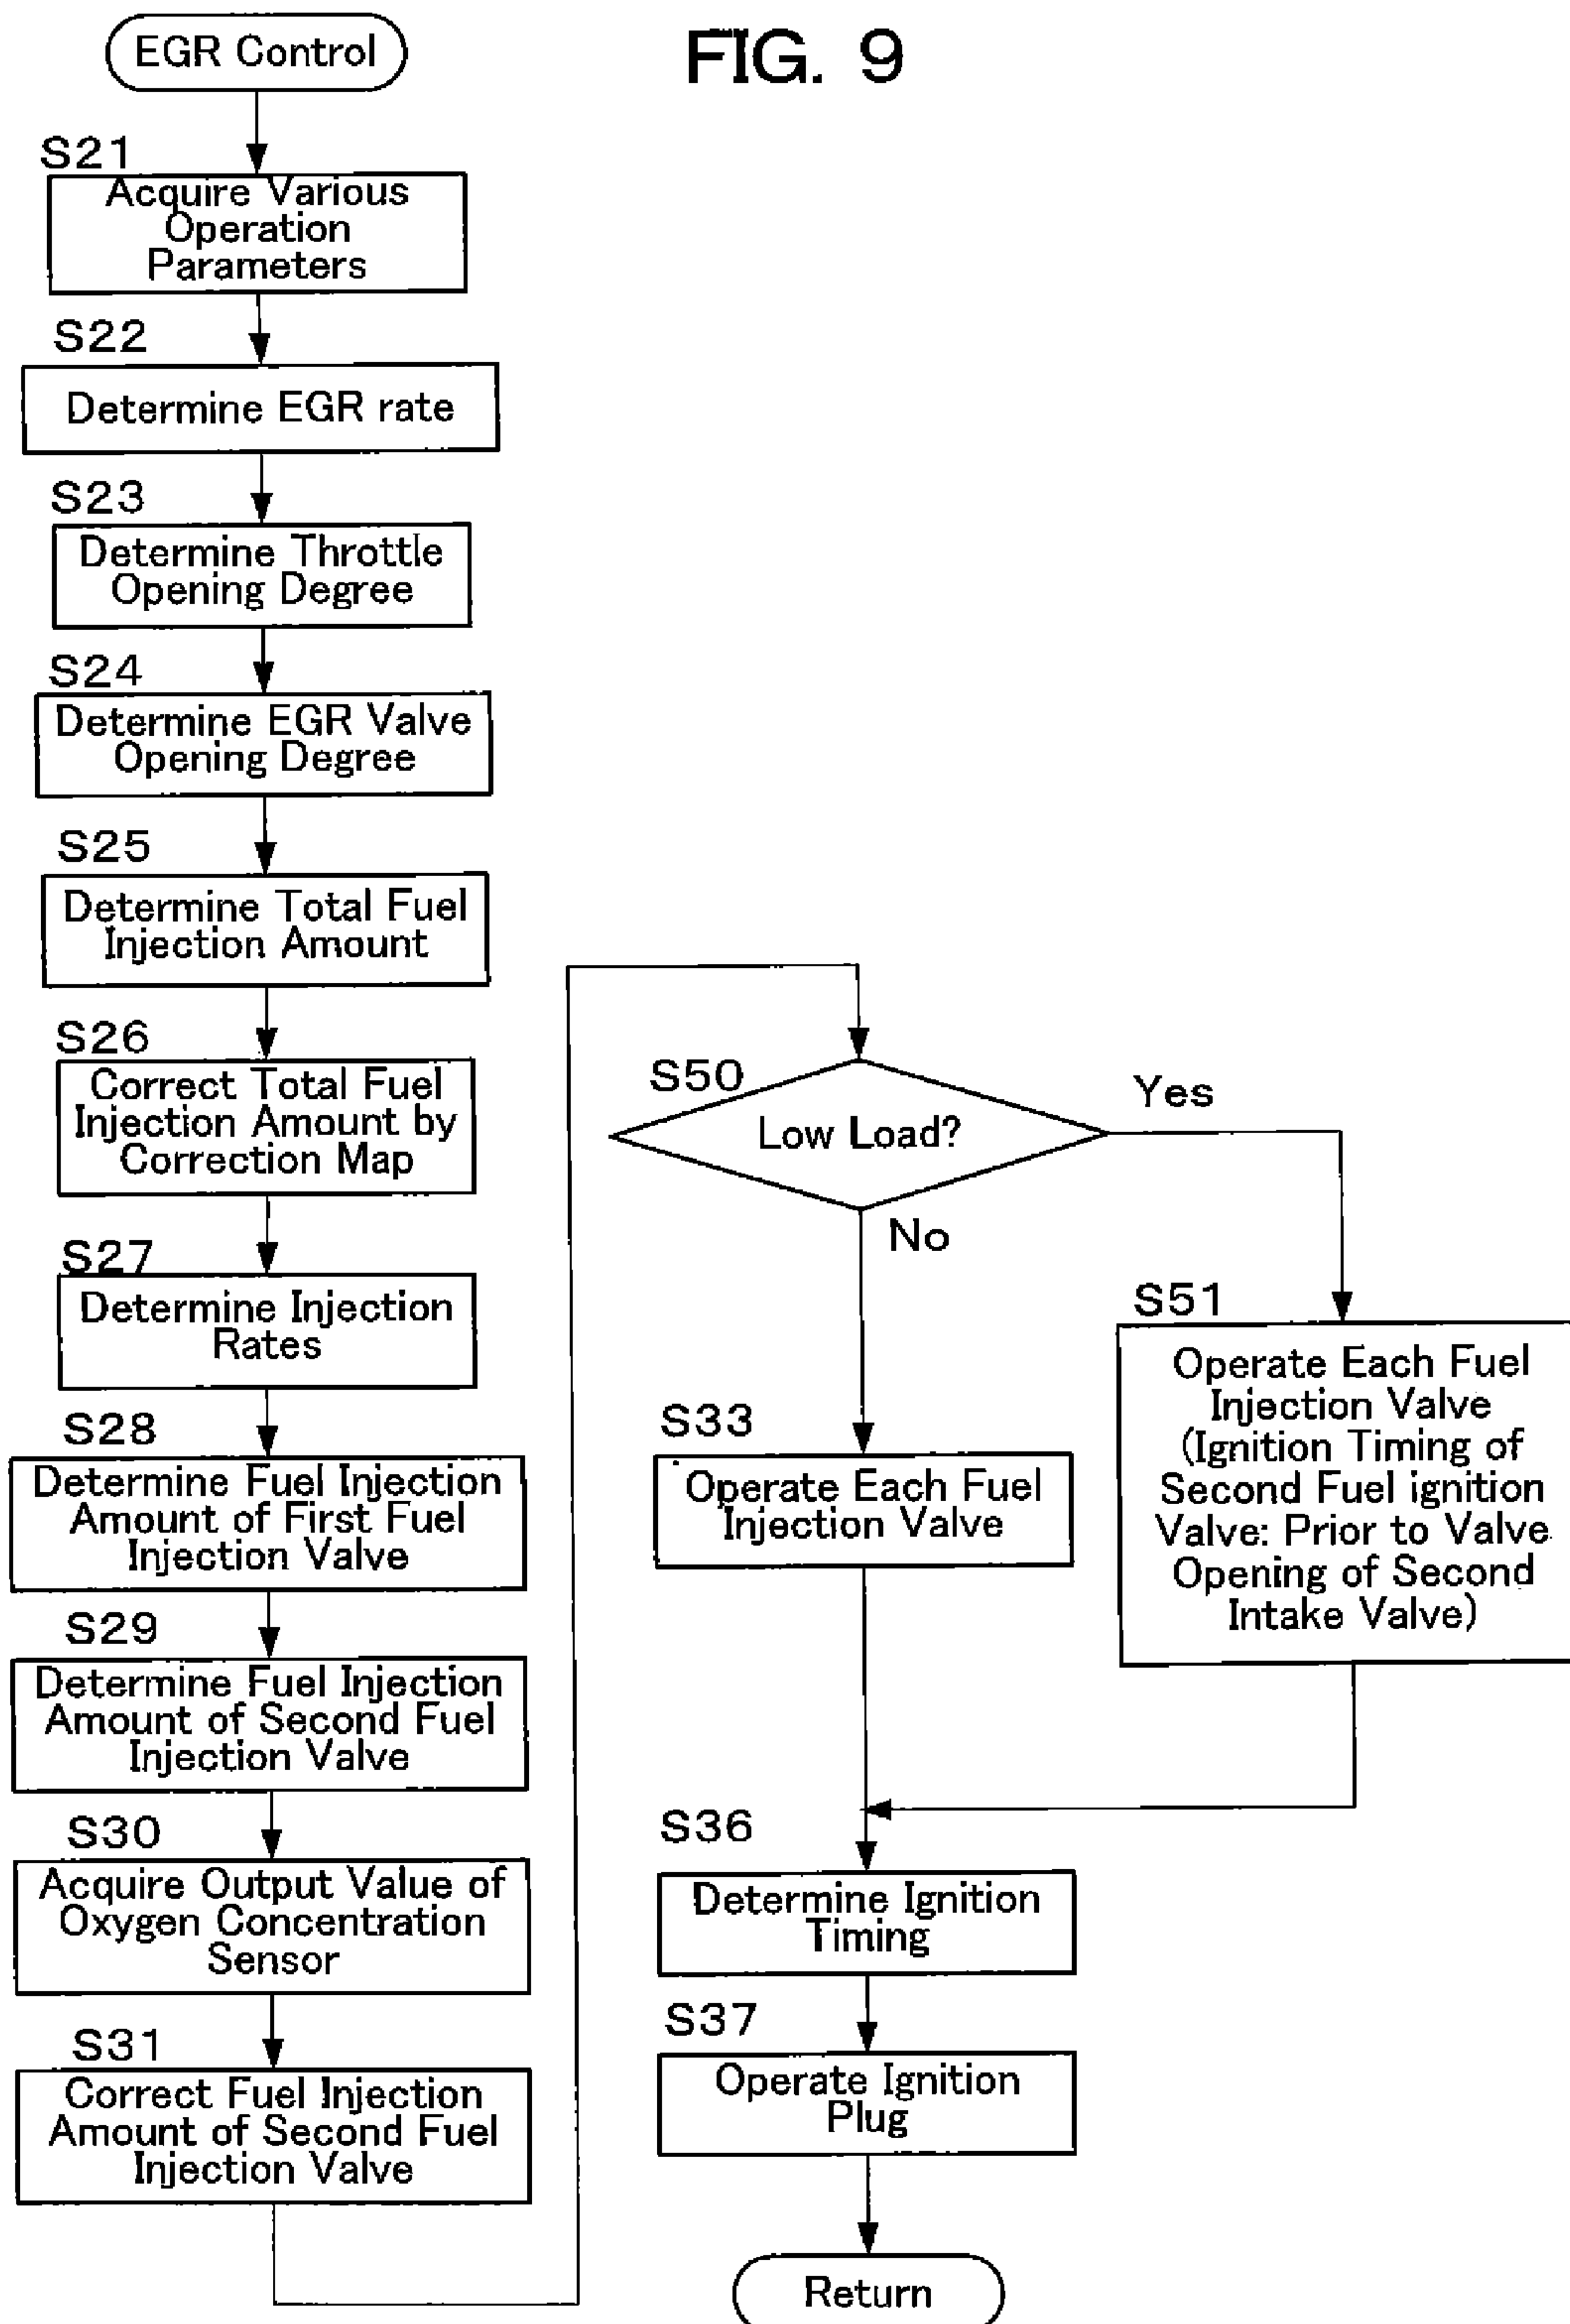 FIG. 9
EGR Control
S21
Acquire Various
Operation
Parameters
S22
Determine EGR rate
S23
Determine Throttle
Opening Degree
S24
Determine EGR Valve
Opening Degree
S25
Determine Total Fuel
Injection Amount
S26
Correct Total Fuel
Injection Amount by
Correction Map
S27
Determine Injection
Rates
S28
Determine Fuel Injection
Amount of First Fuel
Injection Valve
S29
Determine Fuel Injection
Amount of Second Fuel
Injection Valve
S30
Acquire Output Value of
Oxygen Concentration
Sensor
S31
Correct Fuel Injection
Amount of Second Fuel
Injection Valve
S50
Low Load?
Yes
No
S33
Operate Each Fuel
Injection Valve
S51
Operate Each Fuel
Injection Valve
(Ignition Timing of
Second Fuel ignition
Valve: Prior to Valve
Opening of Second
Intake Valve)
S36
Determine Ignition
Timing
S37
Operate Ignition
Plug
Return